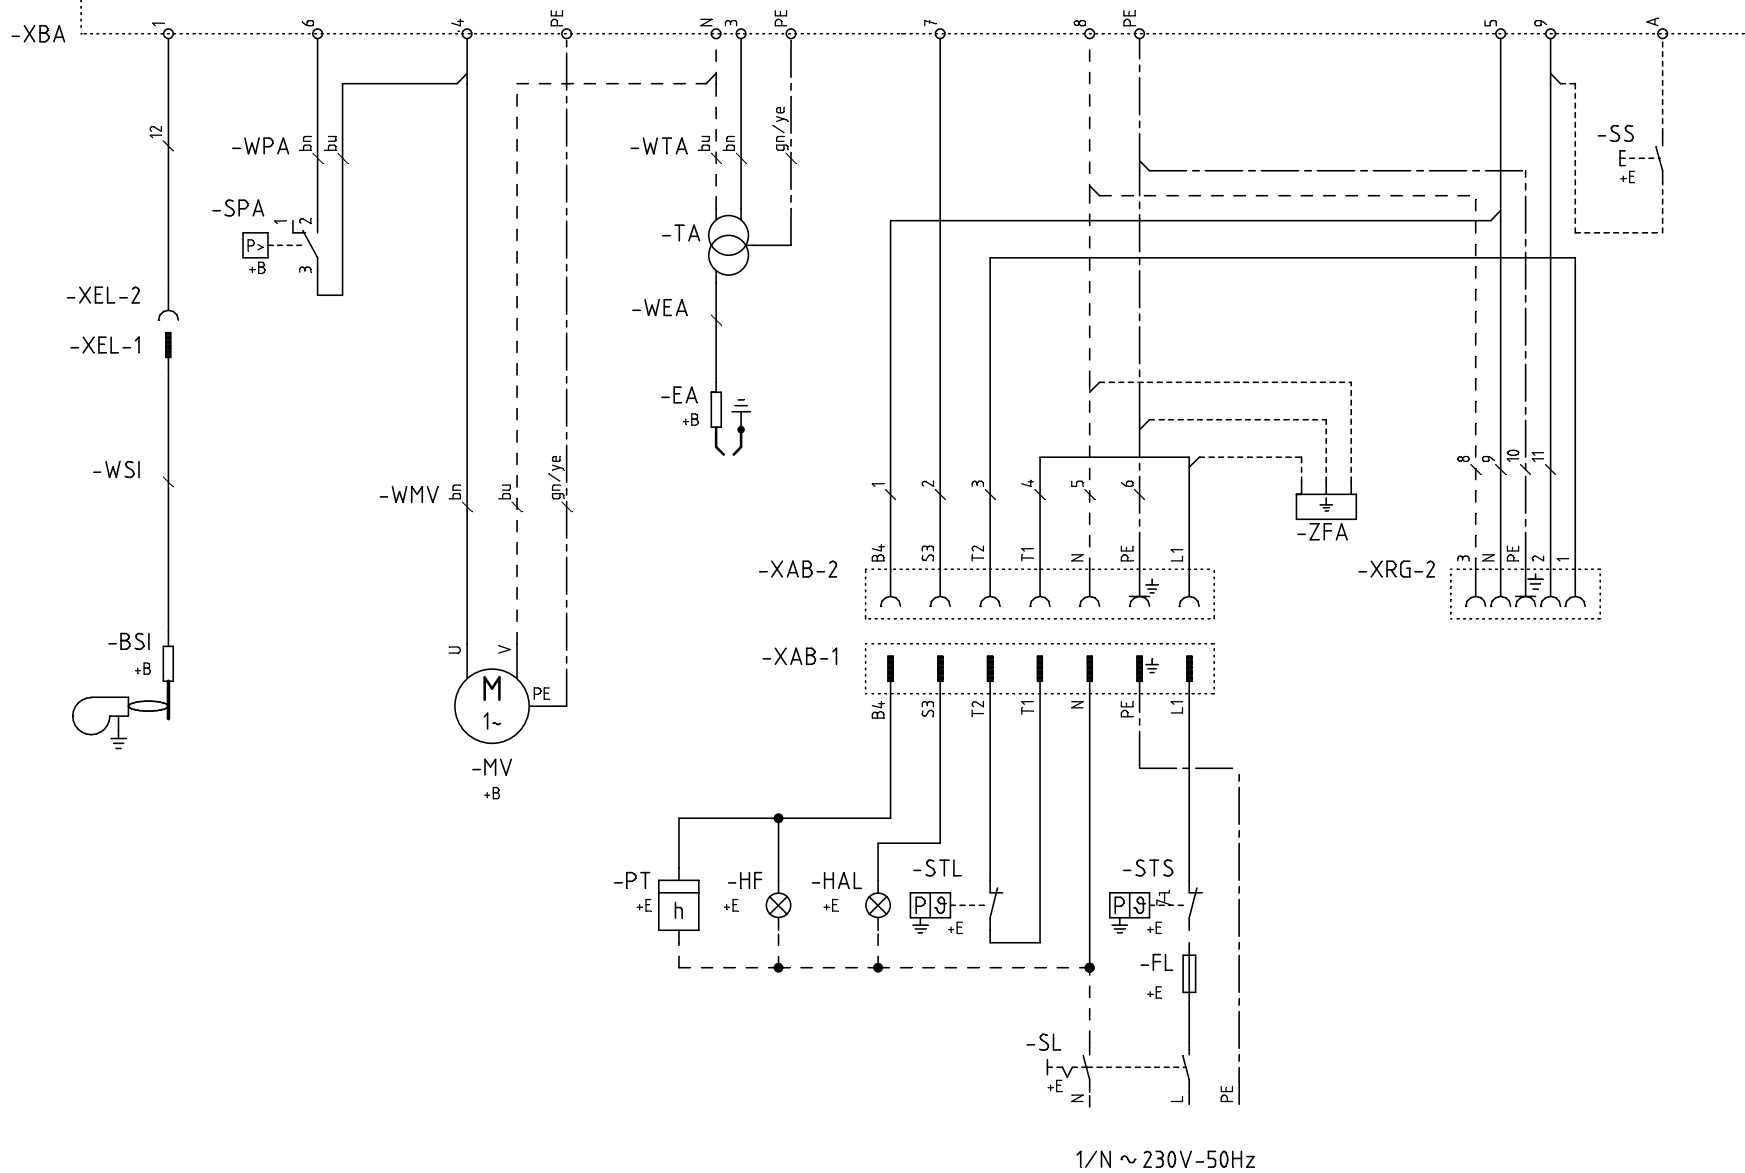 -XBA 1 6 4 PE N 3 PE 7 8 PE 5 9 A
12 -WPA bn bu -WTA bu bn gn/ye -SS
E +E
-SPA 1 2
P> +B 3
-TA
-XEL-2
-WEA
-XEL-1
-EA
+B
-WSI
-WMV bn bu gn/ye
1 2 3 4 5 6 8 9 10 11
-ZFA
-XAB-2 B4 S3 T2 T1 N PE L1
-XRG-2 3 N PE 2 1
-BSI
+B
U V
-XAB-1
M
1~
PE
B4 S3 T2 T1 N PE L1
-MV
+B
-PT -HF -HAL -STL -STS
+E h +E +E P ϑ +E P ϑ +E
-FL
+E
-SL
+E
N L PE
1/N ~ 230V-50Hz